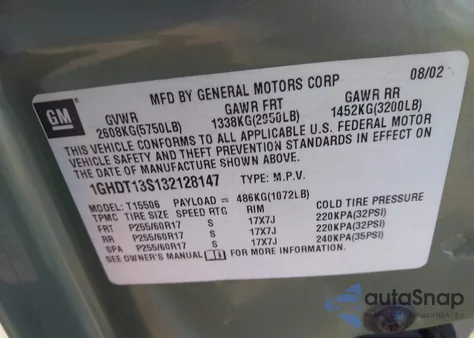 MFD BY GENERAL MOTORS CORP 08/02
GM
GVWR GAWR FRT GAWR RR
2608KG(5750LB) 1338KG(2950LB) 1452KG(3200LB)
THIS VEHICLE CONFORMS TO ALL APPLICABLE U.S. FEDERAL MOTOR
VEHICLE SAFETY AND THEFT PREVENTION STANDARDS IN EFFECT ON
THE DATE OF MANUFACTURE SHOWN ABOVE.
1GHDT13S132128147 TYPE: M.P.V.
MODEL: T15506 PAYLOAD = 486KG(1072LB)
TPMC TIRE SIZE SPEED RTG RIM COLD TIRE PRESSURE
FRT P255/60R17 S 17X7J 220KPA(32PSI)
RR P255/60R17 S 17X7J 220KPA(32PSI)
SPA P255/60R17 S 17X7J 240KPA(35PSI)
SEE OWNER'S MANUAL FOR MORE INFORMATION.
autoSnap